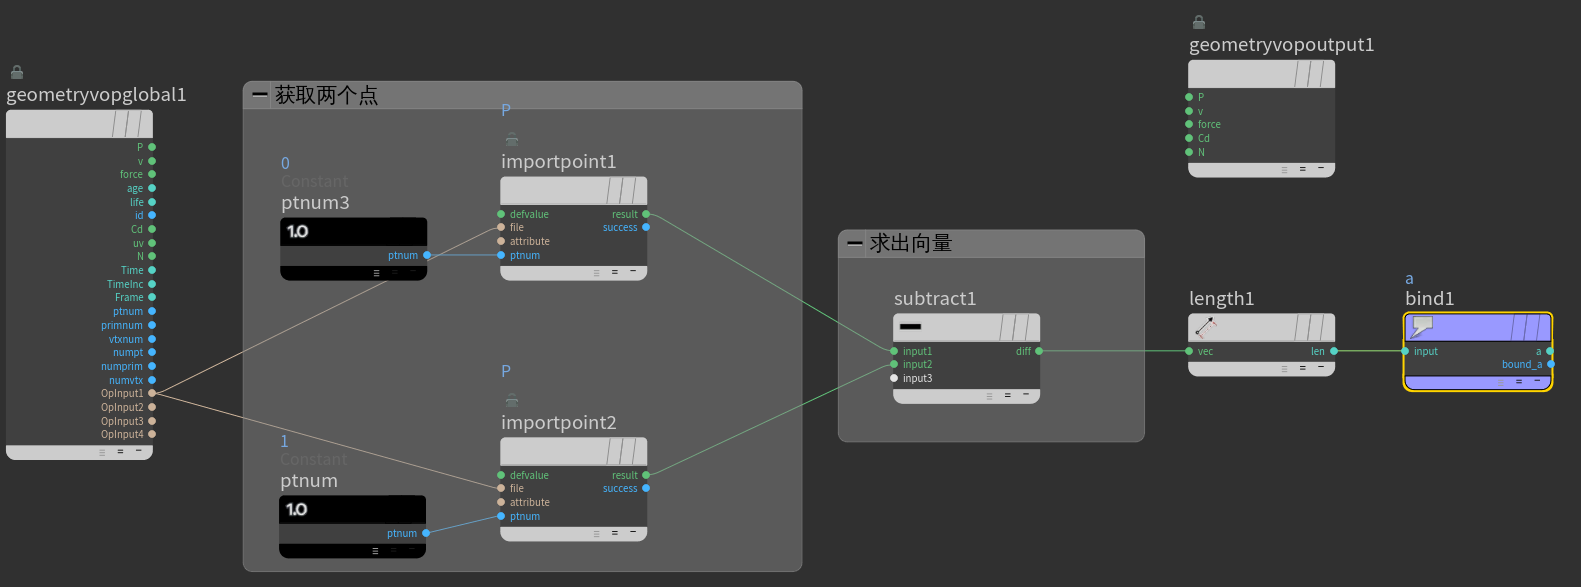 geometryvopglobal1
P
v
force
age
life
id
Cd
uv
N
Time
TimeInc
Frame
ptnum
primnum
vtxnum
numpt
numprim
numvtx
OpInput1
OpInput2
OpInput3
OpInput4
获取两个点
0
Constant
ptnum3
1.0
ptnum
P
importpoint1
defvalue result
file success
attribute
ptnum
1
Constant
ptnum
1.0
ptnum
P
importpoint2
defvalue result
file success
attribute
ptnum
求出向量
subtract1
input1 diff
input2
input3
geometryvopoutput1
P
v
force
Cd
N
length1
vec len
a
bind1
input a
bound_a